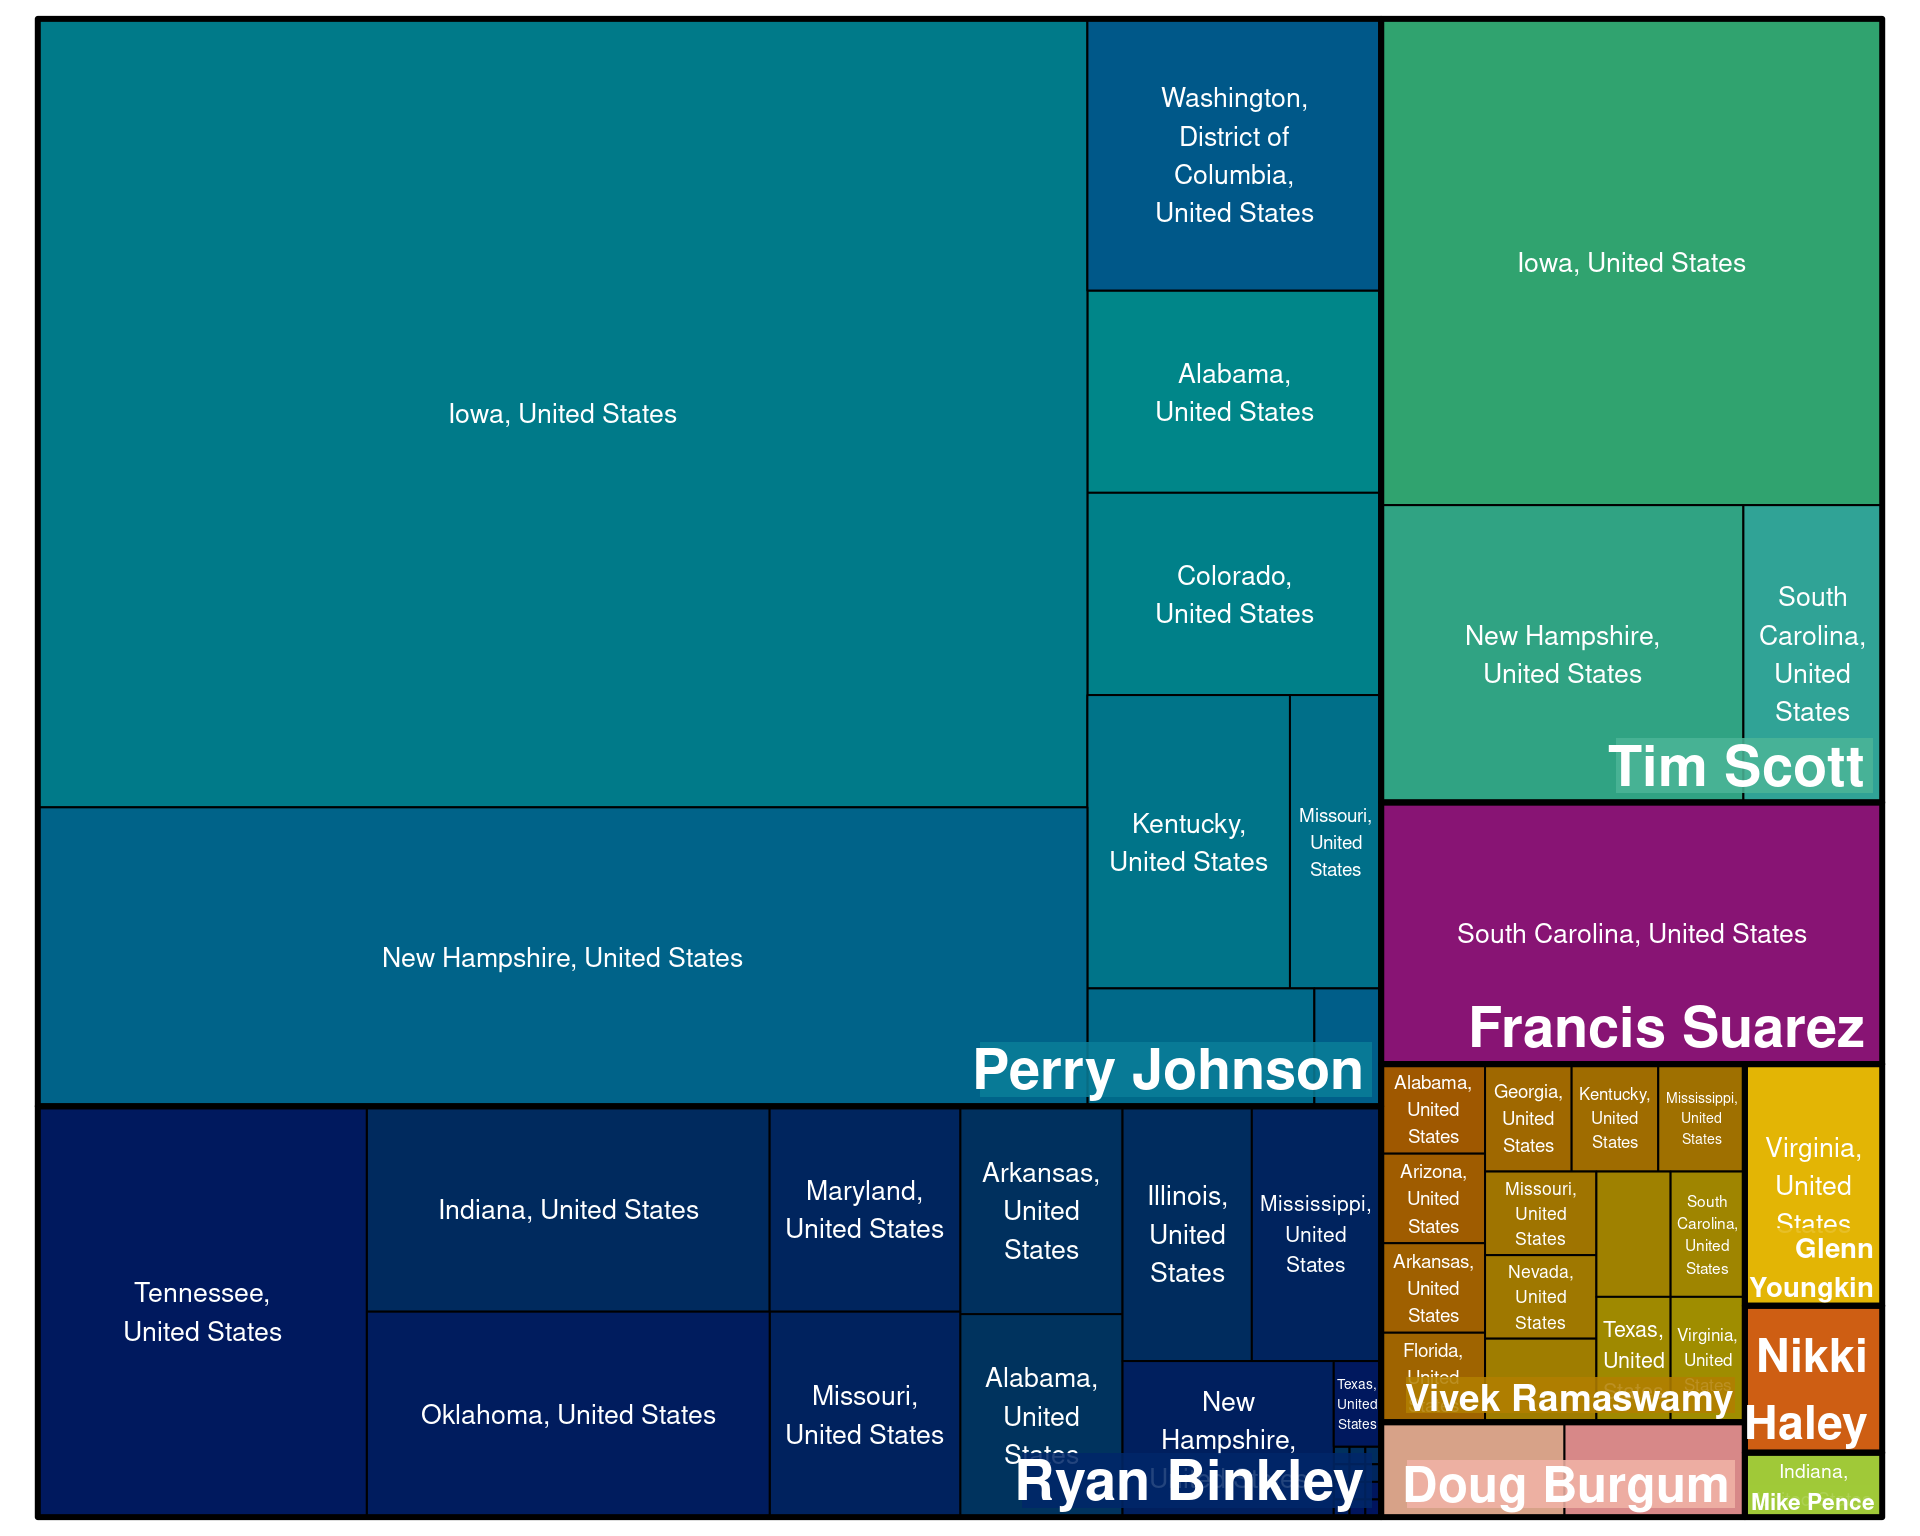 Iowa, United States
New Hampshire, United States
Washington,
District of
Columbia,
United States
Alabama,
United States
Colorado,
United States
Kentucky,
United States
Missouri,
United
States
Perry Johnson
Tennessee,
United States
Indiana, United States
Oklahoma, United States
Maryland,
United States
Missouri,
United States
Arkansas,
United
States
Alabama,
United
States
Illinois,
United
States
Mississippi,
United
States
New
Hampshire,
Texas,
United
States
Ryan Binkley
Iowa, United States
New Hampshire,
United States
South
Carolina,
United
States
Tim Scott
South Carolina, United States
Francis Suarez
Alabama,
United
States
Arizona,
United
States
Arkansas,
United
States
Florida,
United
Georgia,
United
States
Kentucky,
United
States
Mississippi,
United
States
Missouri,
United
States
Nevada,
United
States
South
Carolina,
United
States
Texas,
United
Virginia,
United
Vivek Ramaswamy
Virginia,
United
States
Glenn
Youngkin
Nikki
Haley
Doug Burgum
Indiana,
Mike Pence